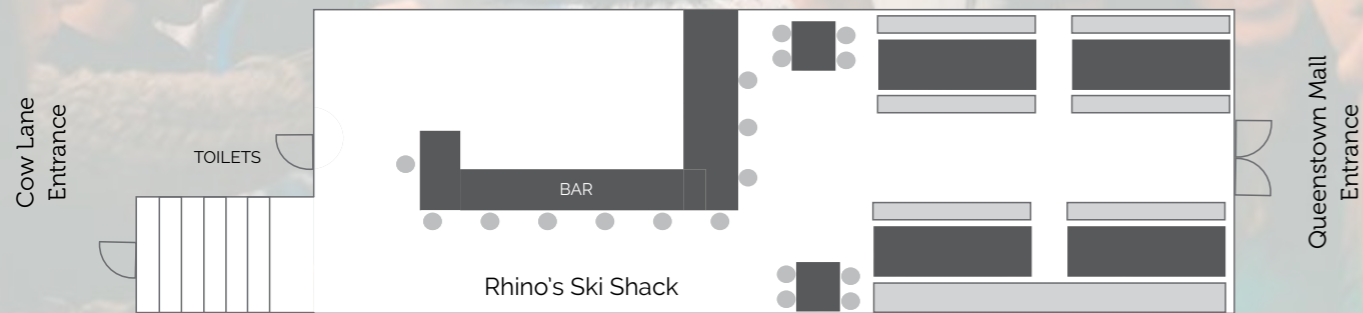 Cow Lane
Entrance
TOILETS
BAR
Rhino's Ski Shack
Queenstown Mall
Entrance